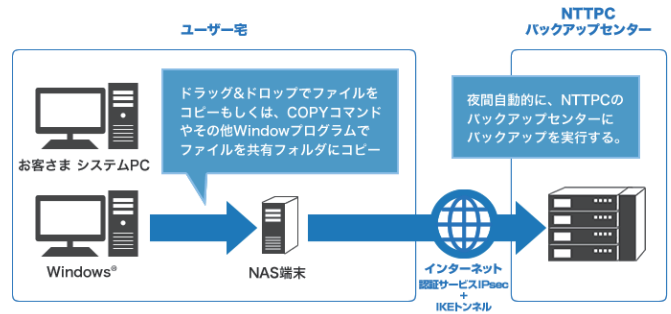 ユーザー宅
NTTPC
バックアップセンター
ドラッグ&ドロップでファイルを
コピーもしくは、COPYコマンド
やその他Windowプログラムで
ファイルを共有フォルダにコピー
夜間自動的に、NTTPCの
バックアップセンターに
バックアップを実行する。
お客さま システムPC
Windows®
NAS端末
インターネット
認証サービスIPsec
+
IKEトンネル